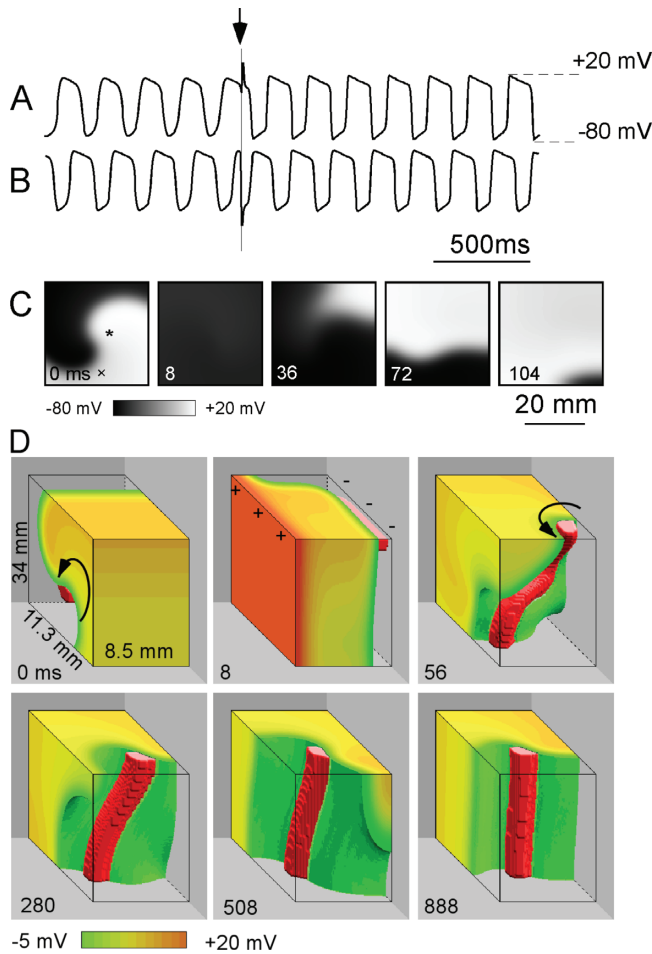 +20 mV
A
-80 mV
B
500ms
C
*
0 ms × 8 36 72 104
-80 mV +20 mV
20 mm
D
+ + + - - -
34 mm
11.3 mm 8.5 mm
0 ms 8 56
280 508 888
-5 mV +20 mV